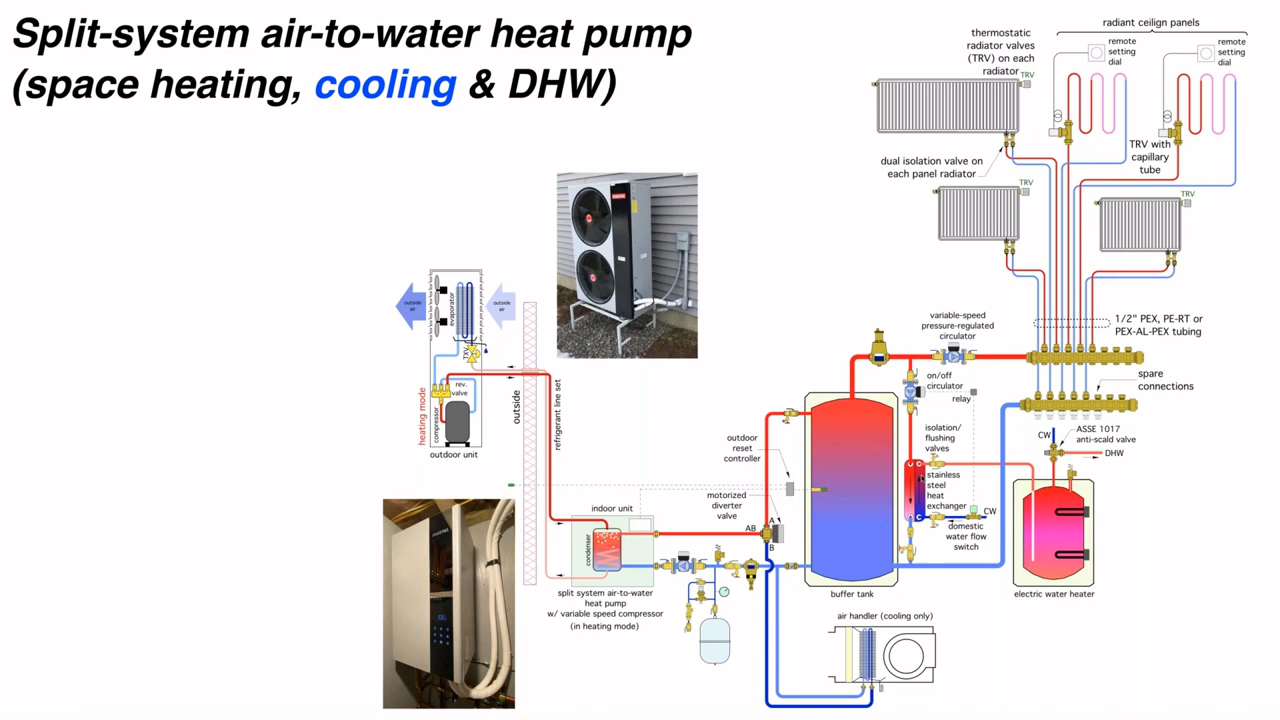 Split-system air-to-water heat pump
(space heating, cooling & DHW)
radiant ceilign panels
thermostatic
radiator valves
(TRV) on each
radiator
TRV
remote
setting
dial
remote
setting
dial
dual isolation valve on
each panel radiator
TRV with
capillary
tube
TRV
TRV
1/2" PEX, PE-RT or
PEX-AL-PEX tubing
variable-speed
pressure-regulated
circulator
spare
connections
on/off
circulator
relay
outside
air
evaporator
outside
air
TXV
rev.
valve
heating mode
compressor
outdoor unit
outside
refrigerant line set
outdoor
reset
controller
motorized
diverter
valve
A
AB
B
indoor unit
condenser
split system air-to-water
heat pump
w/ variable speed compressor
(in heating mode)
isolation/
flushing
valves
stainless
steel
heat
exchanger
CW
domestic
water flow
switch
CW
ASSE 1017
anti-scald valve
DHW
buffer tank
electric water heater
air handler (cooling only)